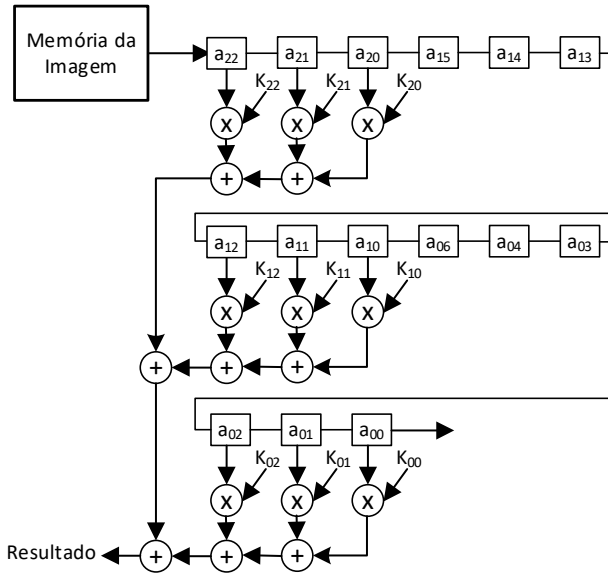 Memória da
Imagem
a22 a21 a20 a15 a14 a13
K22 K21 K20
x x x
+ +
a12 a11 a10 a06 a04 a03
K12 K11 K10
x x x
+ + +
a02 a01 a00
K02 K01 K00
x x x
Resultado + + +